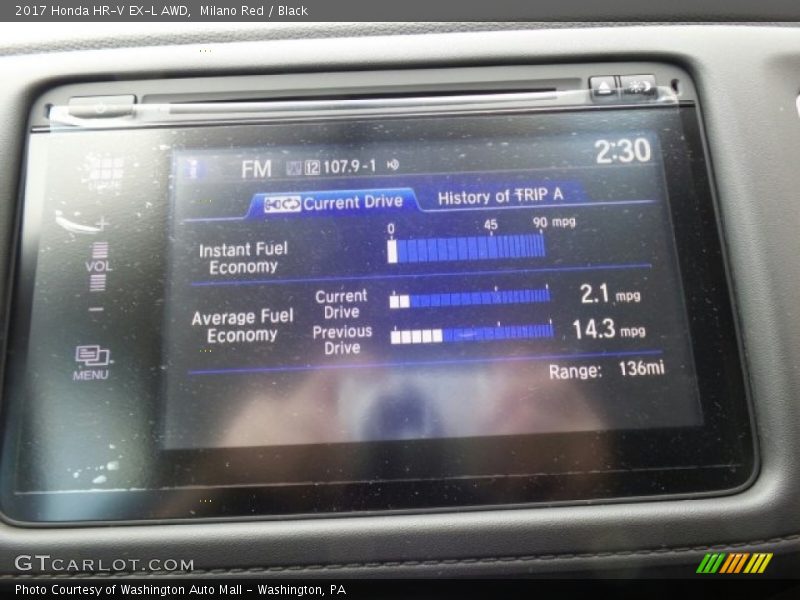 2017 Honda HR-V EX-L AWD, Milano Red / Black
FM 12 107.9-1
2:30
Current Drive
History of TRIP A
0 45 90 mpg
Instant Fuel
Economy
VOL
Average Fuel
Economy
Current
Drive
2.1 mpg
Previous
Drive
14.3 mpg
MENU
Range: 136mi
GTCARLOT.COM
Photo Courtesy of Washington Auto Mall - Washington, PA